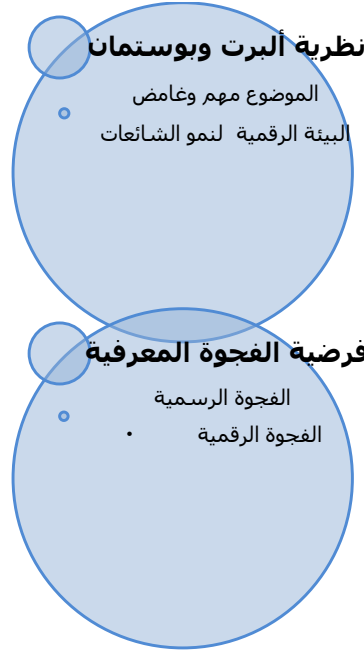 نظرية ألبرت وبوستمان
الموضوع مهم وغامض
البيئة الرقمية لنمو الشائعات
فرضية الفجوة المعرفية
الفجوة الرسمية
• الفجوة الرقمية